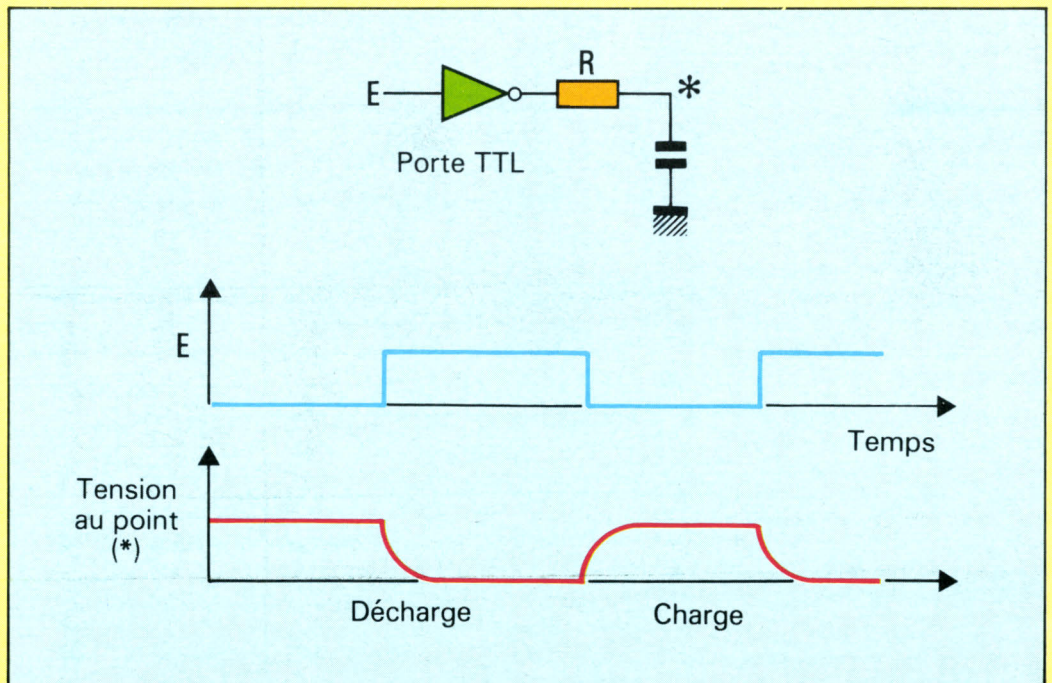 R
E
*
Porte TTL
E
Temps
Tension
au point
(*)
Décharge
Charge